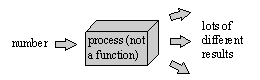 number
process (not
a function)
lots of
different
results